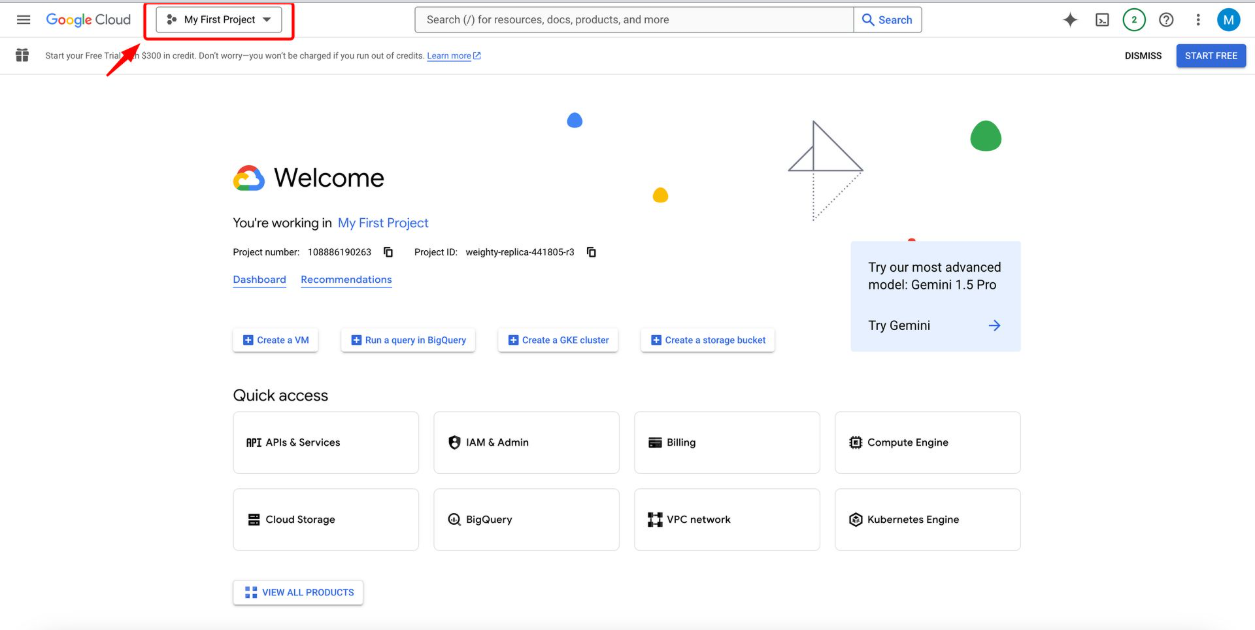 Google Cloud
My First Project
Search (/) for resources, docs, products, and more
Search
2
M
Start your Free Trial $300 in credit. Don't worry—you won't be charged if you run out of credits. Learn more
DISMISS
START FREE
Welcome
You're working in My First Project
Project number: 108886190263 Project ID: weighty-replica-441805-r3
Dashboard Recommendations
Try our most advanced
model: Gemini 1.5 Pro
Try Gemini
Create a VM
Run a query in BigQuery
Create a GKE cluster
Create a storage bucket
Quick access
API APIs & Services
IAM & Admin
Billing
Compute Engine
Cloud Storage
BigQuery
VPC network
Kubernetes Engine
VIEW ALL PRODUCTS